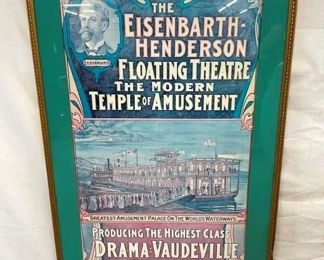 THE
EISENBARTH-
HENDERSON
FLOATING THEATRE
THE MODERN
TEMPLE OF AMUSEMENT
GREATEST AMUSEMENT PALACE ON THE WORLD'S WATERWAYS
PRODUCING THE HIGHEST CLASS
DRAMA-VAUDEVILLE